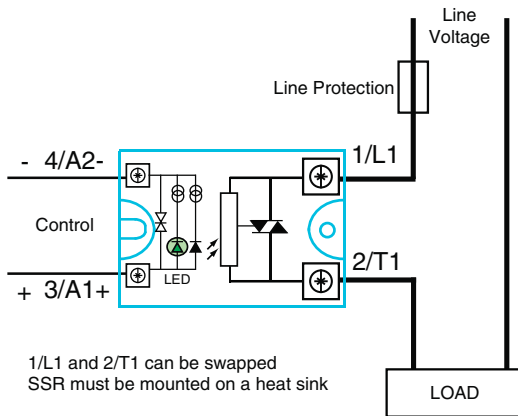 Line
Voltage
Line Protection
1/L1
- 4/A2-
Control
LED
2/T1
+ 3/A1+
1/L1 and 2/T1 can be swapped
SSR must be mounted on a heat sink
LOAD